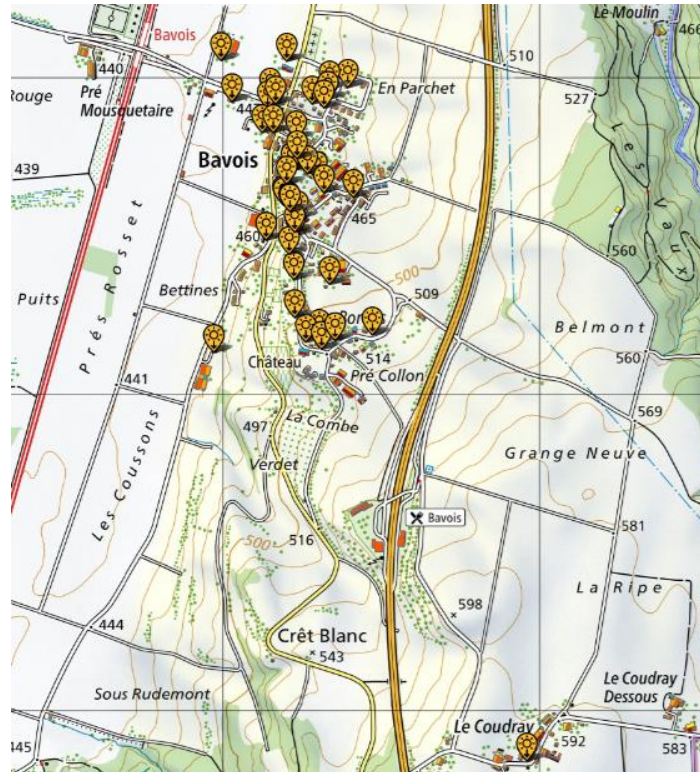 Le Moulin
466
Bavois
440
510
Pré
Mousquetaire
En Parchet
527
Les Vaux
Bavois
439
465
460
560
Prés Rosset
500
Bettines
509
Puits
Belmont
Château
514
560
441
Pré Collon
La Combe
569
497
Les Coussons
Verdet
Grange Neuve
Bavois
516
581
500
La Ripe
598
444
Crêt Blanc
543
Le Coudray
Dessous
Sous Rudemont
Le Coudray
592
445
583